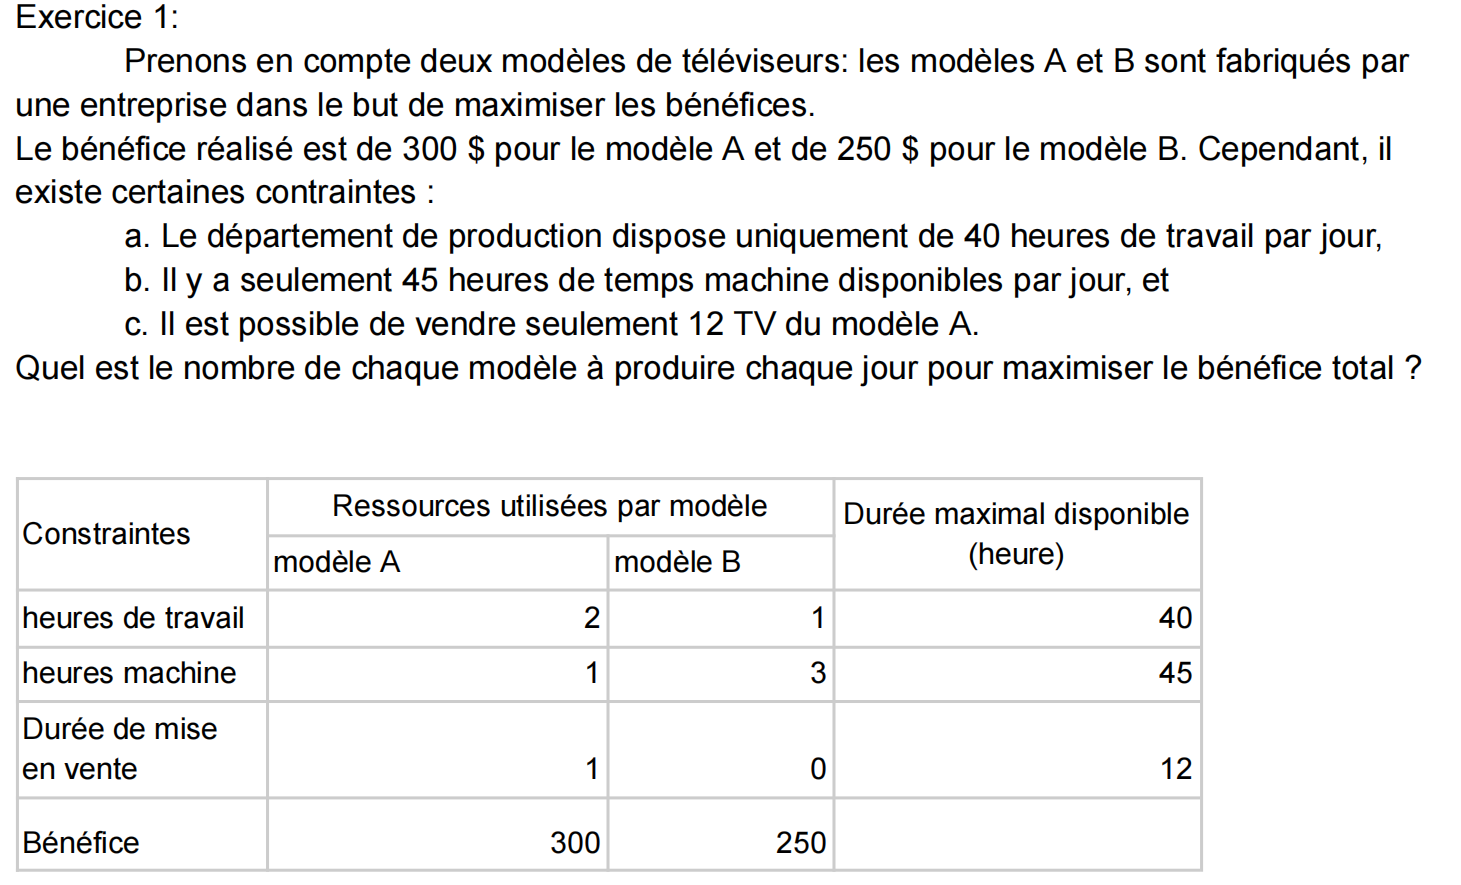 Exercice 1:
Prenons en compte deux modèles de téléviseurs: les modèles A et B sont fabriqués par
une entreprise dans le but de maximiser les bénéfices.
Le bénéfice réalisé est de 300 $ pour le modèle A et de 250 $ pour le modèle B. Cependant, il
existe certaines contraintes :
a. Le département de production dispose uniquement de 40 heures de travail par jour,
b. Il y a seulement 45 heures de temps machine disponibles par jour, et
c. Il est possible de vendre seulement 12 TV du modèle A.
Quel est le nombre de chaque modèle à produire chaque jour pour maximiser le bénéfice total ?
Constraintes
Ressources utilisées par modèle
modèle A
modèle B
Durée maximal disponible
(heure)
heures de travail 2 1 40
heures machine 1 3 45
Durée de mise
en vente 1 0 12
Bénéfice 300 250